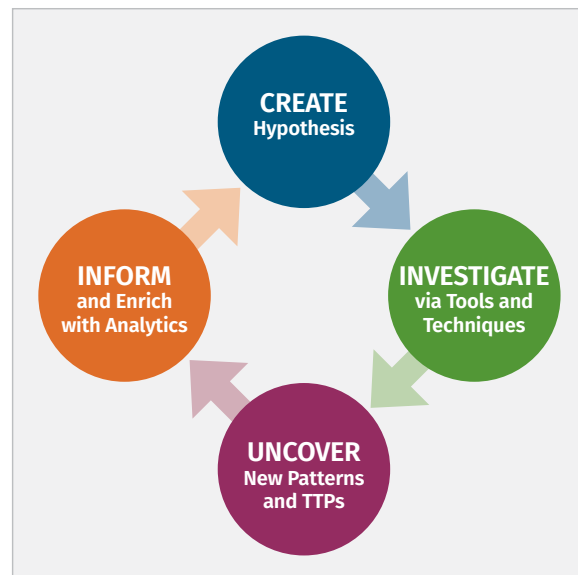 CREATE
Hypothesis
INVESTIGATE
via Tools and
Techniques
UNCOVER
New Patterns
and TTPs
INFORM
and Enrich
with Analytics